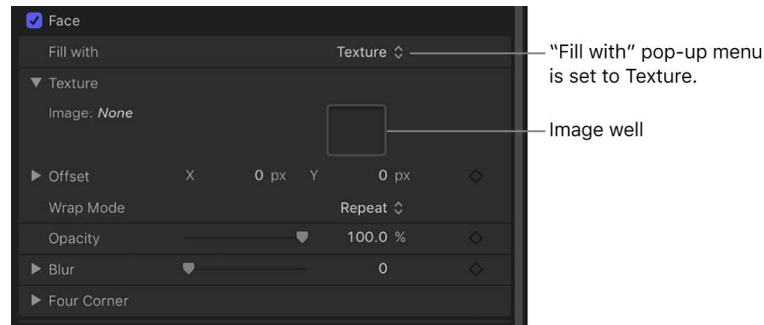 Face
Fill with Texture
Texture
Image: None
Offset X 0 px Y 0 px
Wrap Mode Repeat
Opacity 100.0 %
Blur 0
Four Corner
“Fill with” pop-up menu
is set to Texture.
Image well